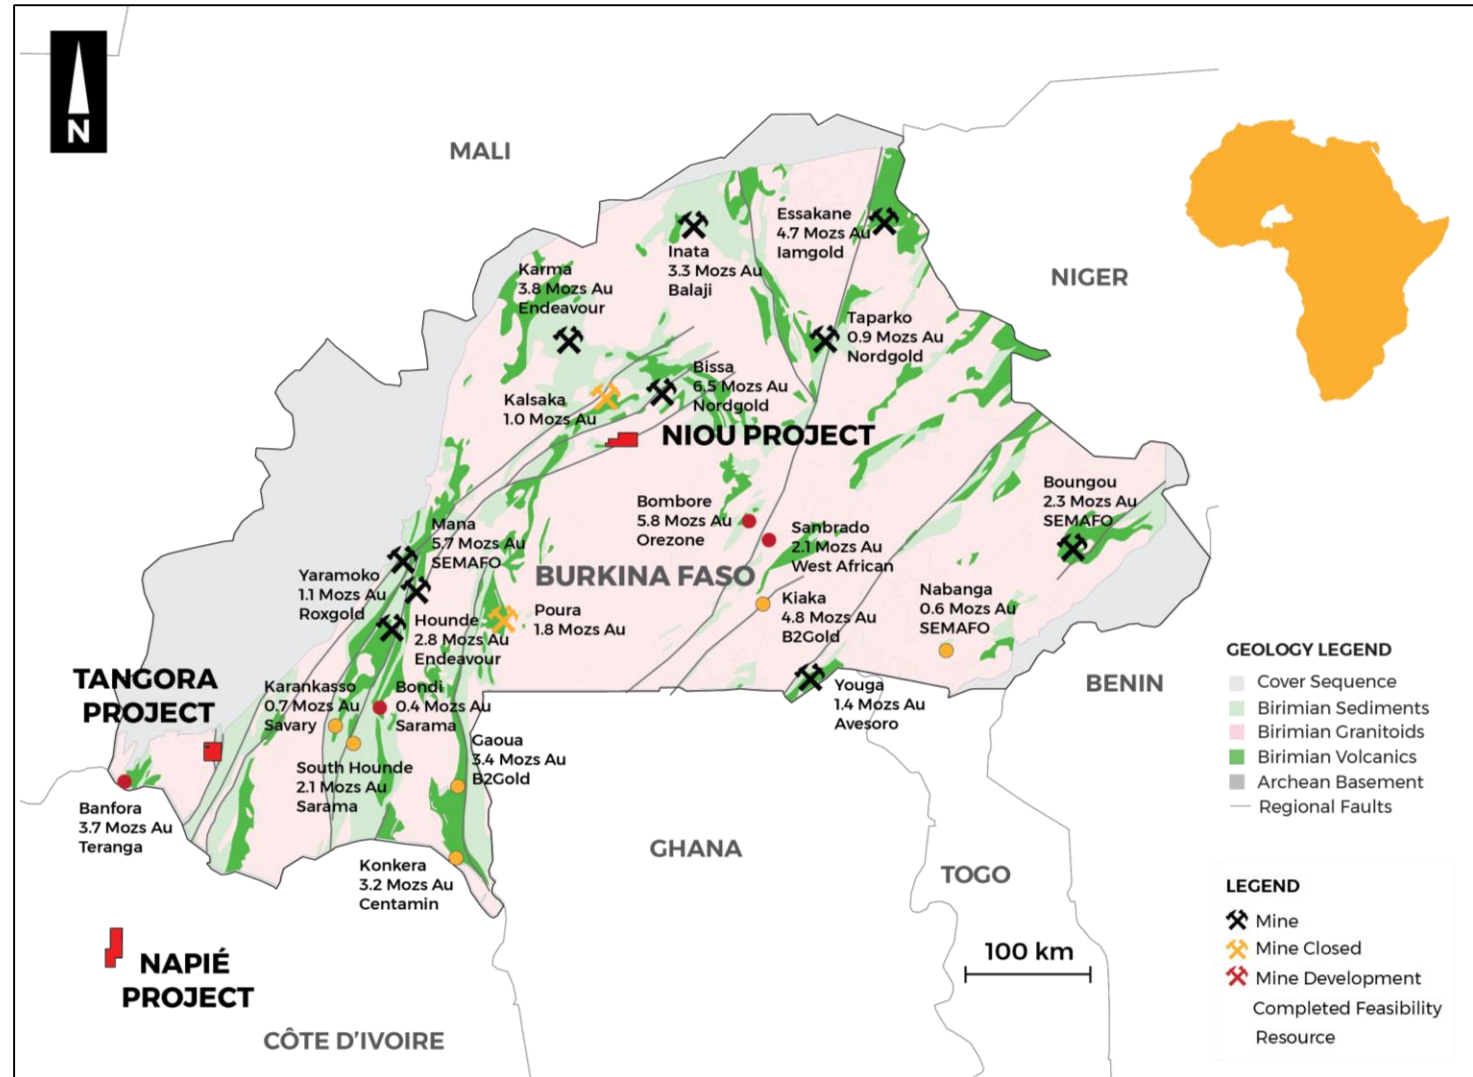 N
MALI
NIGER
BENIN
TOGO
GHANA
CÔTE D'IVOIRE
BURKINA FASO
Essakane
4.7 Mozs Au
Iamgold
Inata
3.3 Mozs Au
Balaji
Karma
3.8 Mozs Au
Endeavour
Taparko
0.9 Mozs Au
Nordgold
Bissa
6.5 Mozs Au
Nordgold
Kalsaka
1.0 Mozs Au
NIOU PROJECT
Bombore
5.8 Mozs Au
Orezone
Sanbrado
2.1 Mozs Au
West African
Boungou
2.3 Mozs Au
SEMAFO
Mana
5.7 Mozs Au
SEMAFO
Yaramoko
1.1 Mozs Au
Roxgold
Hounde
2.8 Mozs Au
Endeavour
Poura
1.8 Mozs Au
Kiaka
4.8 Mozs Au
B2Gold
Nabanga
0.6 Mozs Au
SEMAFO
Youga
1.4 Mozs Au
Avesoro
TANGORA
PROJECT
Karankasso
0.7 Mozs Au
Savary
Bondi
0.4 Mozs Au
Sarama
Gaoua
3.4 Mozs Au
B2Gold
South Hounde
2.1 Mozs Au
Sarama
Banfora
3.7 Mozs Au
Teranga
Konkera
3.2 Mozs Au
Centamin
NAPIÉ
PROJECT
100 km
GEOLOGY LEGEND
Cover Sequence
Birimian Sediments
Birimian Granitoids
Birimian Volcanics
Archean Basement
Regional Faults
LEGEND
Mine
Mine Closed
Mine Development
Completed Feasibility
Resource